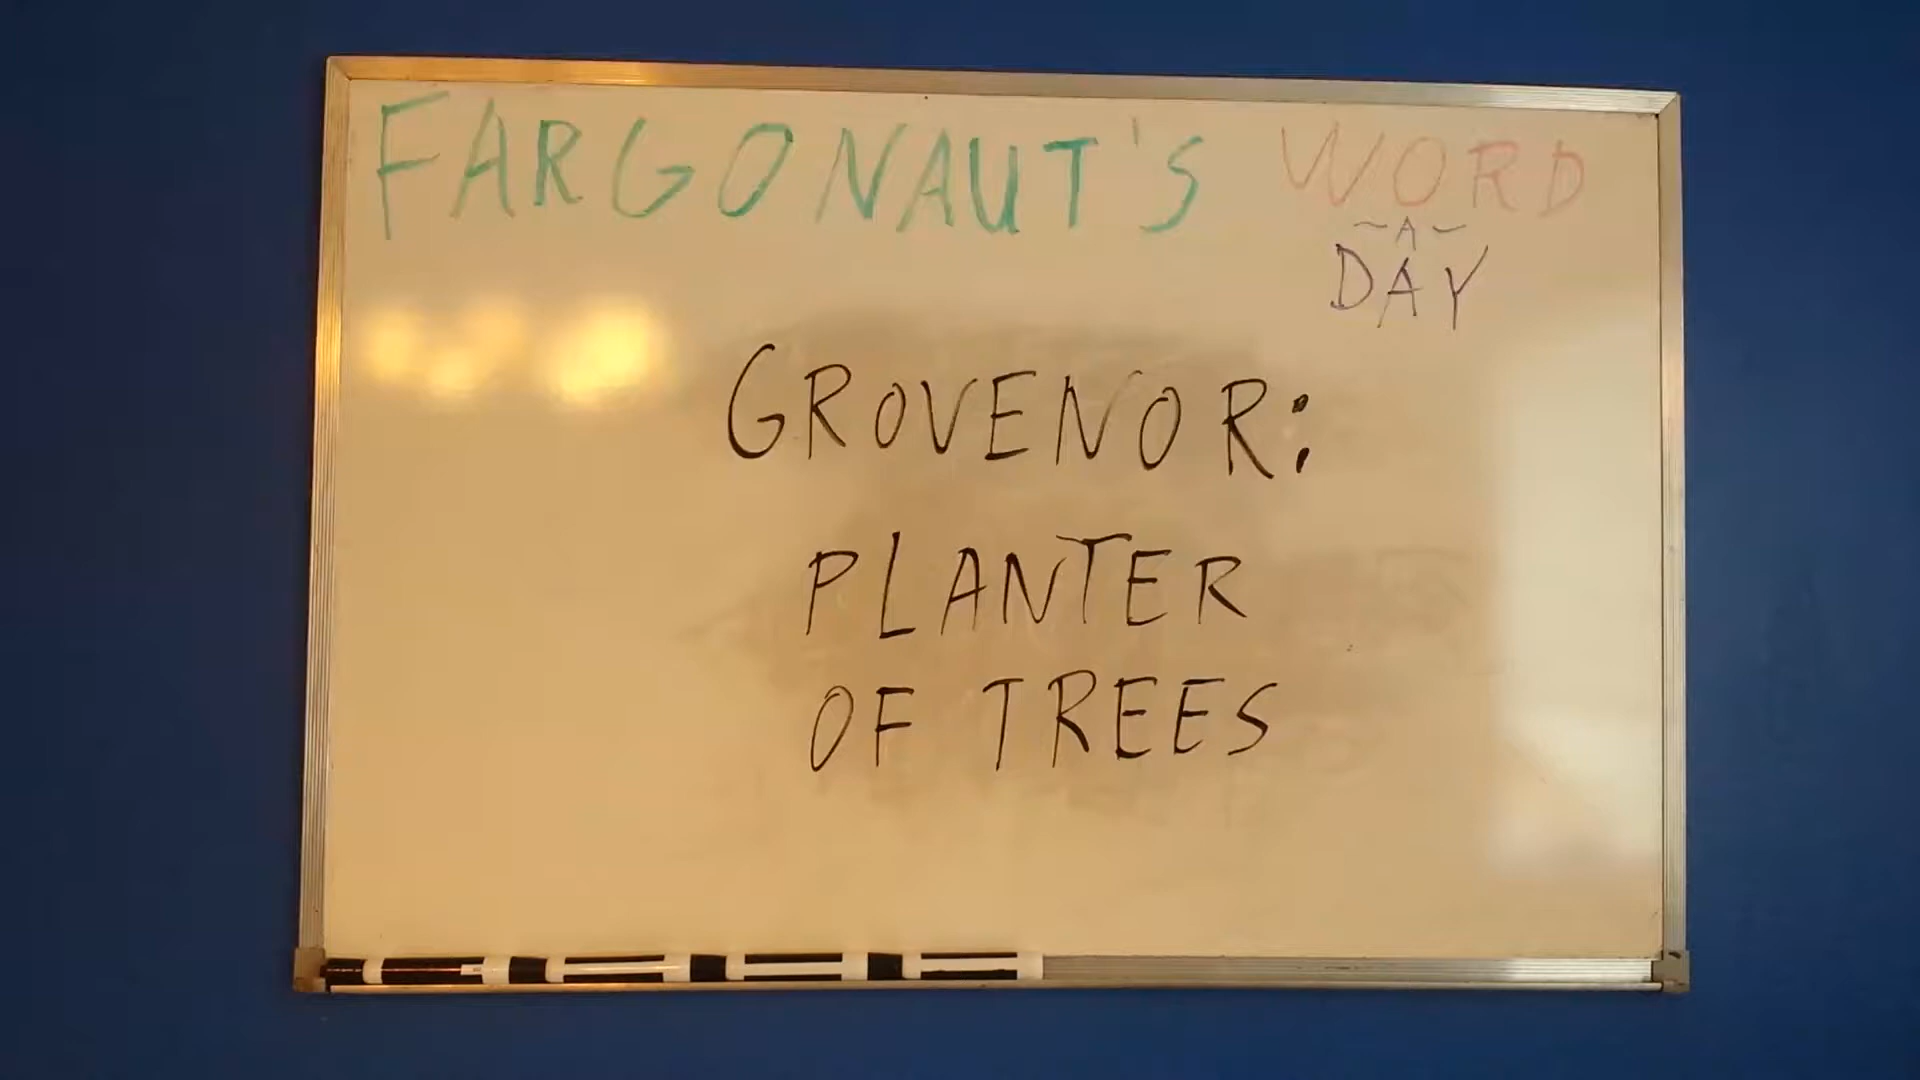 FARGONAUT'S WORD
~A~
DAY
GROVENOR:
PLANTER
OF TREES